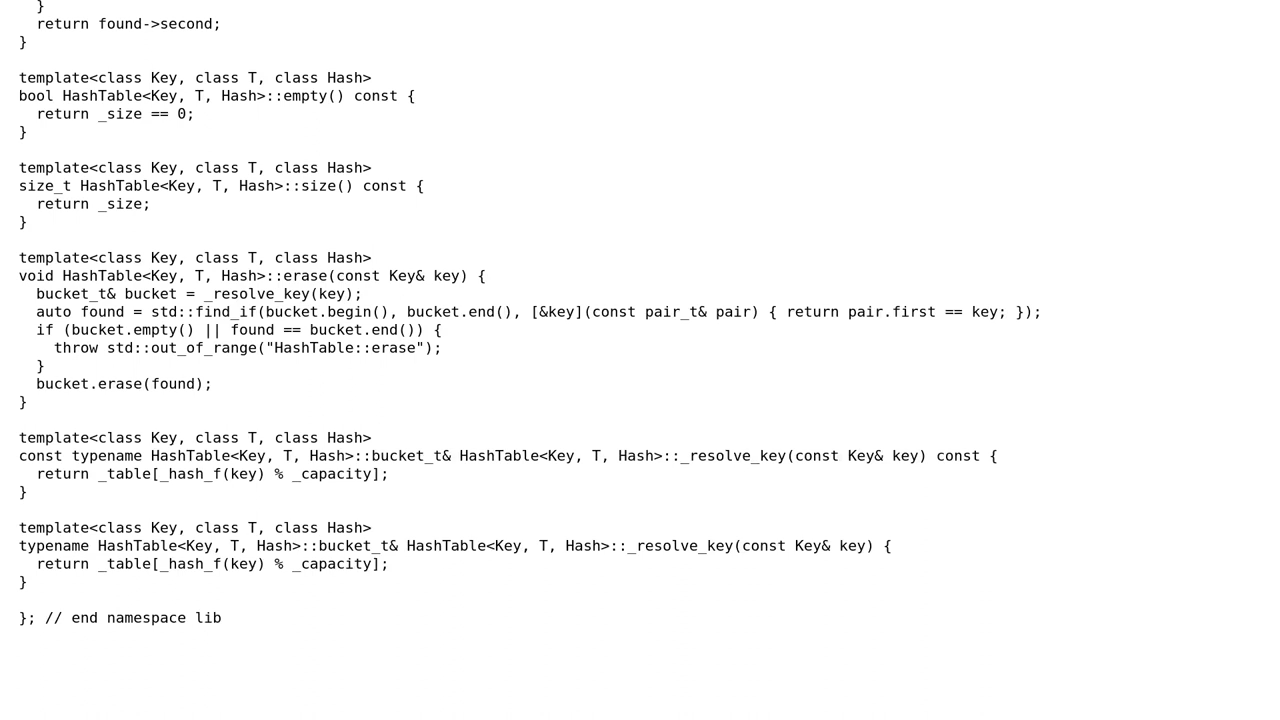 }
  return found->second;
}

template<class Key, class T, class Hash>
bool HashTable<Key, T, Hash>::empty() const {
  return _size == 0;
}

template<class Key, class T, class Hash>
size_t HashTable<Key, T, Hash>::size() const {
  return _size;
}

template<class Key, class T, class Hash>
void HashTable<Key, T, Hash>::erase(const Key& key) {
  bucket_t& bucket = _resolve_key(key);
  auto found = std::find_if(bucket.begin(), bucket.end(), [&key](const pair_t& pair) { return pair.first == key; });
  if (bucket.empty() || found == bucket.end()) {
    throw std::out_of_range("HashTable::erase");
  }
  bucket.erase(found);
}

template<class Key, class T, class Hash>
const typename HashTable<Key, T, Hash>::bucket_t& HashTable<Key, T, Hash>::_resolve_key(const Key& key) const {
  return _table[_hash_f(key) % _capacity];
}

template<class Key, class T, class Hash>
typename HashTable<Key, T, Hash>::bucket_t& HashTable<Key, T, Hash>::_resolve_key(const Key& key) {
  return _table[_hash_f(key) % _capacity];
}

}; // end namespace lib